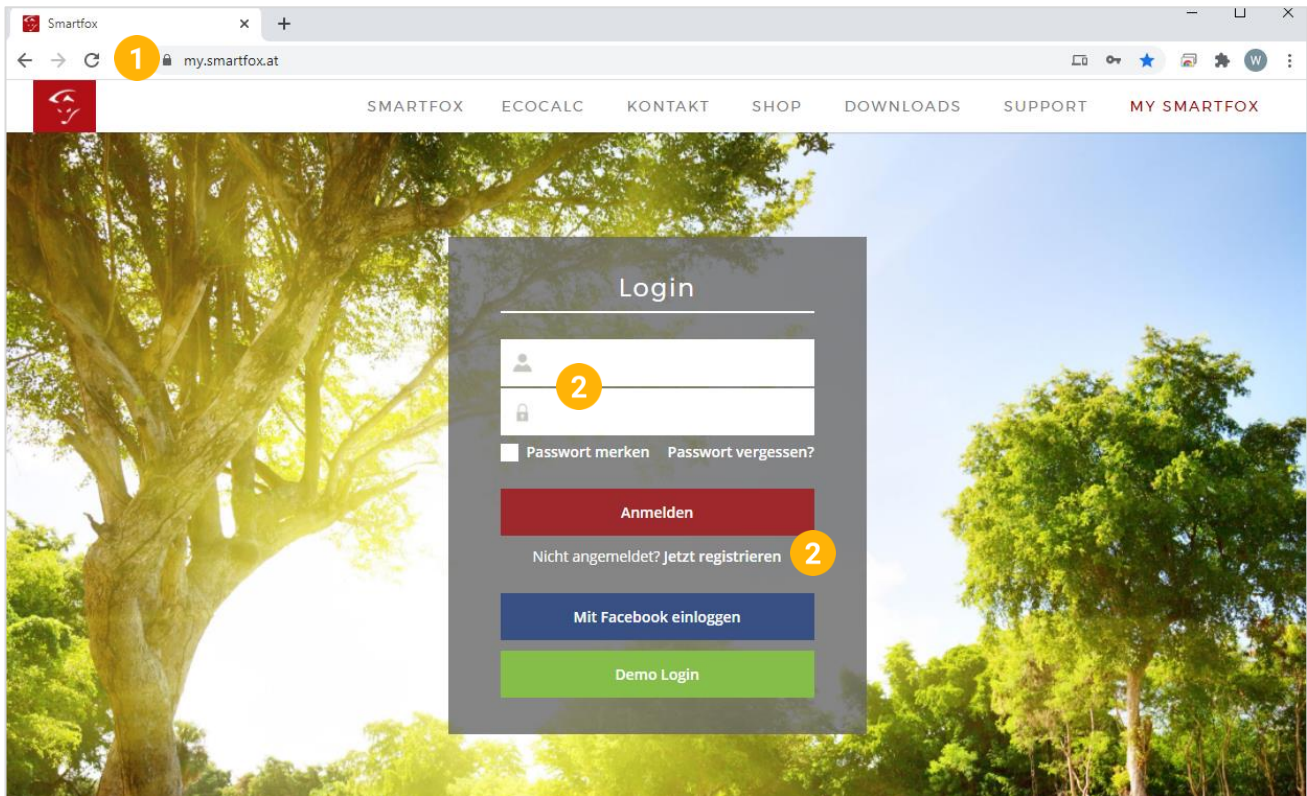 Smartfox
1 my.smartfox.at
W
SMARTFOX ECOCALC KONTAKT SHOP DOWNLOADS SUPPORT MY SMARTFOX
Login
2
Passwort merken Passwort vergessen?
Anmelden
Nicht angemeldet? Jetzt registrieren 2
Mit Facebook einloggen
Demo Login